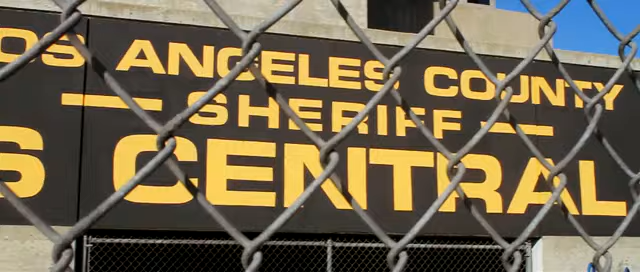 OS ANGELES COUNTY
— SHERIFF —
S CENTRAL